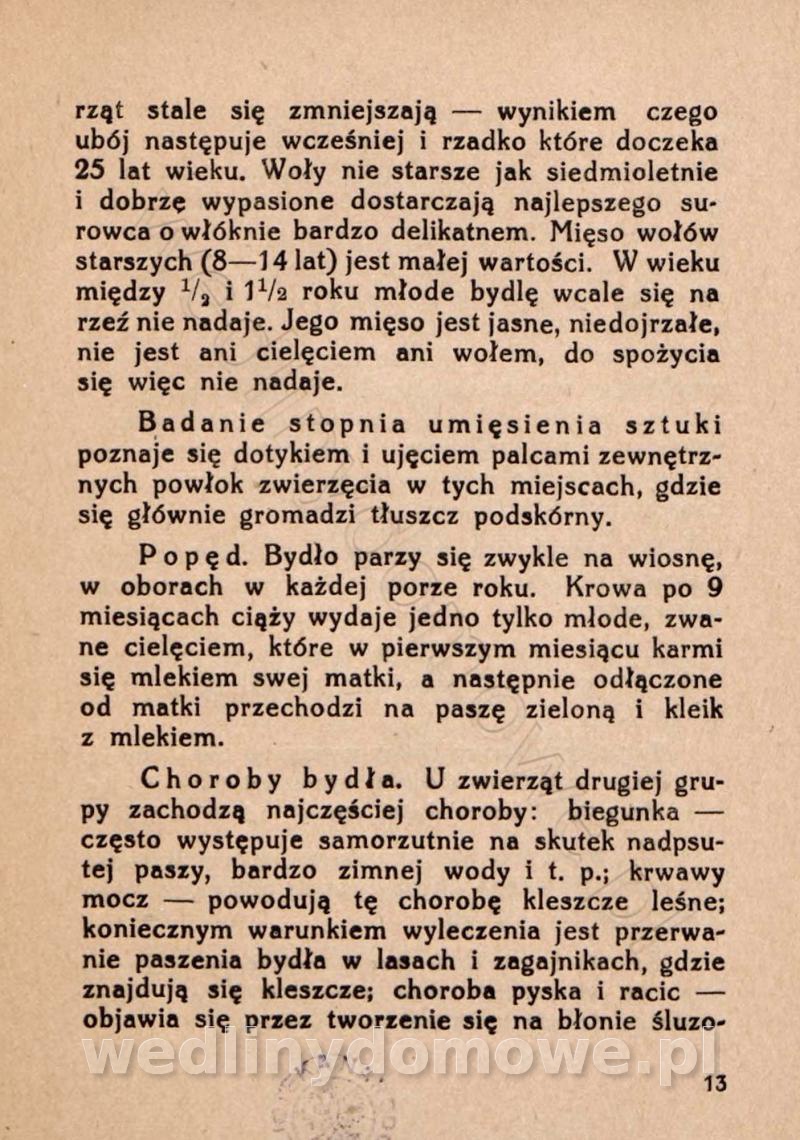 rząt stale się zmniejszają — wynikiem czego
ubój następuje wcześniej i rzadko które doczeka
25 lat wieku. Woły nie starsze jak siedmioletnie
i dobrzę wypasione dostarczają najlepszego su-
rowca o włóknie bardzo delikatnem. Mięso wołów
starszych (8—14 lat) jest małej wartości. W wieku
między 1/2 i 11/2 roku młode bydlę wcale się na
rzeź nie nadaje. Jego mięso jest jasne, niedojrzałe,
nie jest ani cielęciem ani wołem, do spożycia
się więc nie nadaje.
Badanie stopnia umięsienia sztuki
poznaje się dotykiem i ujęciem palcami zewnętrz-
nych powłok zwierzęcia w tych miejscach, gdzie
się głównie gromadzi tłuszcz podskórny.
Popęd. Bydło parzy się zwykle na wiosnę,
w oborach w każdej porze roku. Krowa po 9
miesiącach ciąży wydaje jedno tylko młode, zwa-
ne cielęciem, które w pierwszym miesiącu karmi
się mlekiem swej matki, a następnie odłączone
od matki przechodzi na paszę zieloną i kleik
z mlekiem.
Choroby bydła. U zwierząt drugiej gru-
py zachodzą najczęściej choroby: biegunka —
często występuje samorzutnie na skutek nadpsu-
tej paszy, bardzo zimnej wody i t. p.; krwawy
mocz — powodują tę chorobę kleszcze leśne;
koniecznym warunkiem wyleczenia jest przerwa-
nie paszenia bydła w lasach i zagajnikach, gdzie
znajdują się kleszcze; choroba pyska i racic —
objawia się przez tworzenie się na błonie śluzo-
wedlinydomowe.pl
13